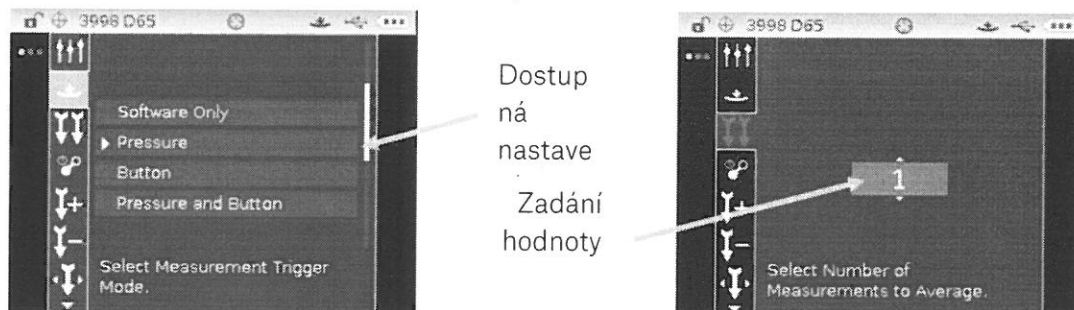 3998 D65
Software Only
Pressure
Button
Pressure and Button
Select Measurement Trigger
Mode.
Dostup
ná
nastave
Zadání
hodnoty
3998 D65
1
Select Number of
Measurements to Average.